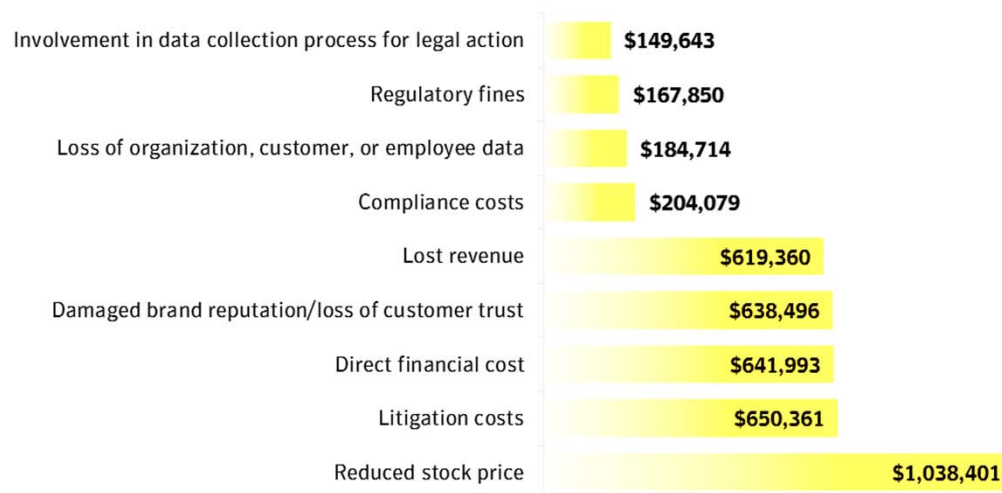 Involvement in data collection process for legal action $149,643
Regulatory fines $167,850
Loss of organization, customer, or employee data $184,714
Compliance costs $204,079
Lost revenue $619,360
Damaged brand reputation/loss of customer trust $638,496
Direct financial cost $641,993
Litigation costs $650,361
Reduced stock price $1,038,401